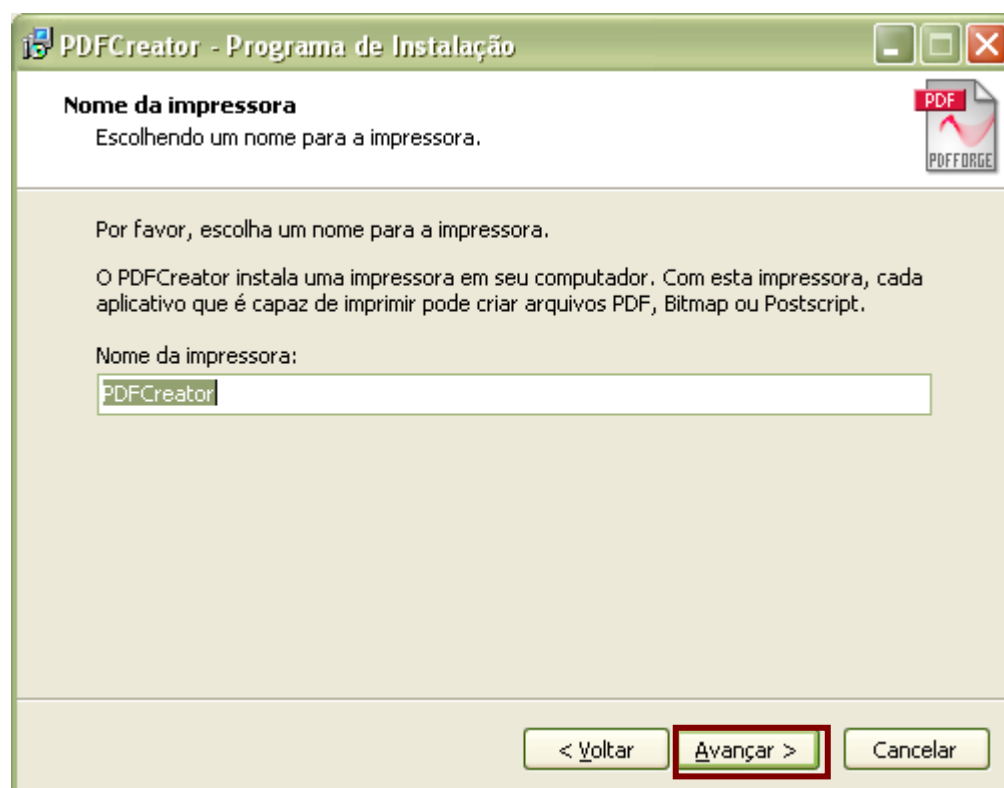 PDFCreator - Programa de Instalação
Nome da impressora
Escolhendo um nome para a impressora.
PDF
PDFFORGE
Por favor, escolha um nome para a impressora.
O PDFCreator instala uma impressora em seu computador. Com esta impressora, cada
aplicativo que é capaz de imprimir pode criar arquivos PDF, Bitmap ou Postscript.
Nome da impressora:
PDFCreator
< Voltar Avançar > Cancelar